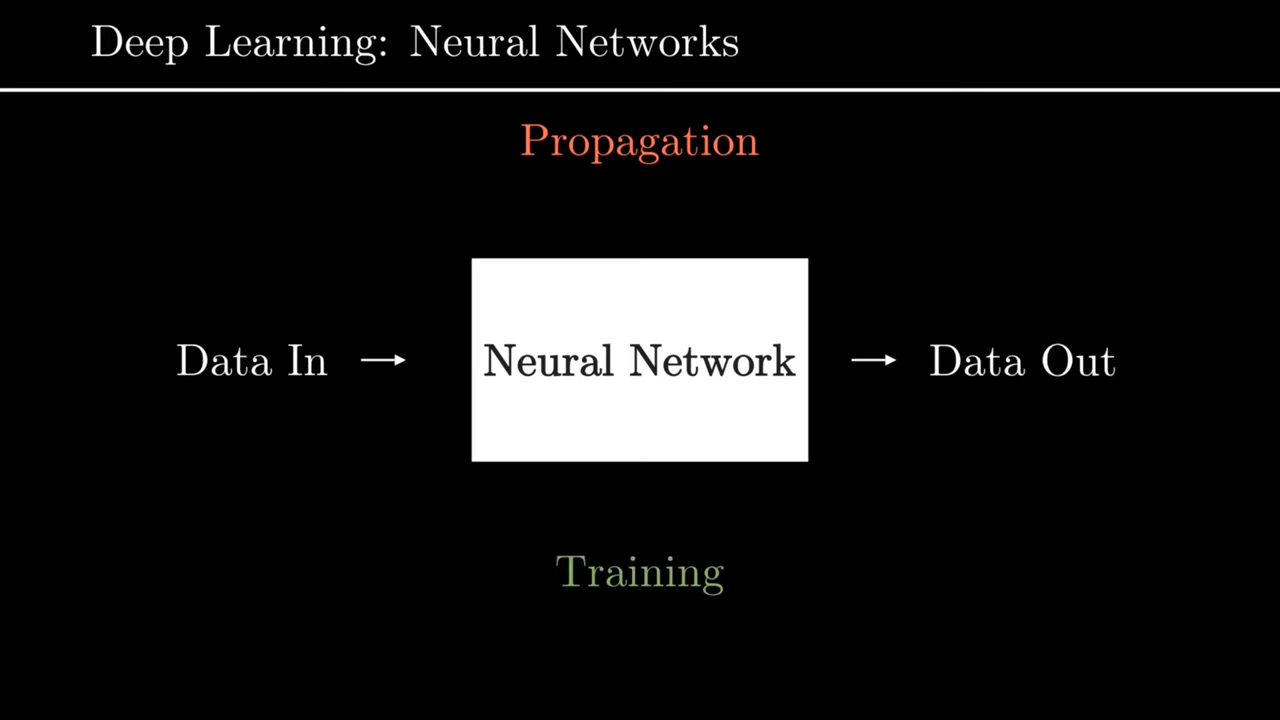 Deep Learning: Neural Networks
Propagation
Data In → Neural Network → Data Out
Training